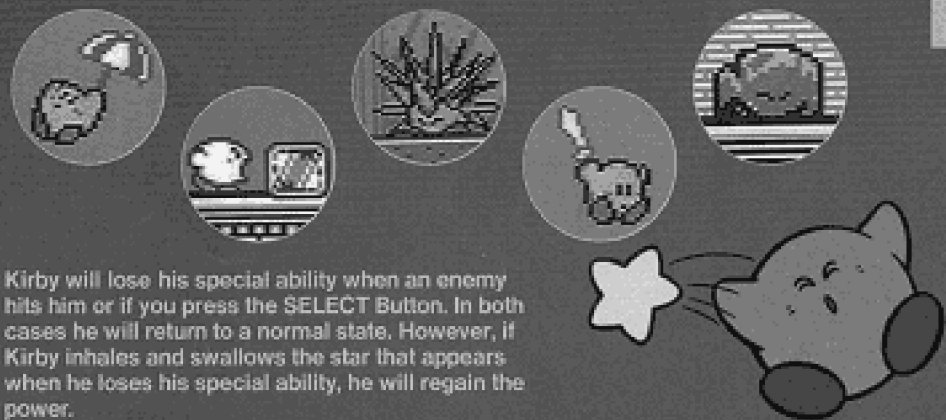 Kirby will lose his special ability when an enemy
hits him or if you press the SELECT Button. In both
cases he will return to a normal state. However, if
Kirby inhales and swallows the star that appears
when he loses his special ability, he will regain the
power.